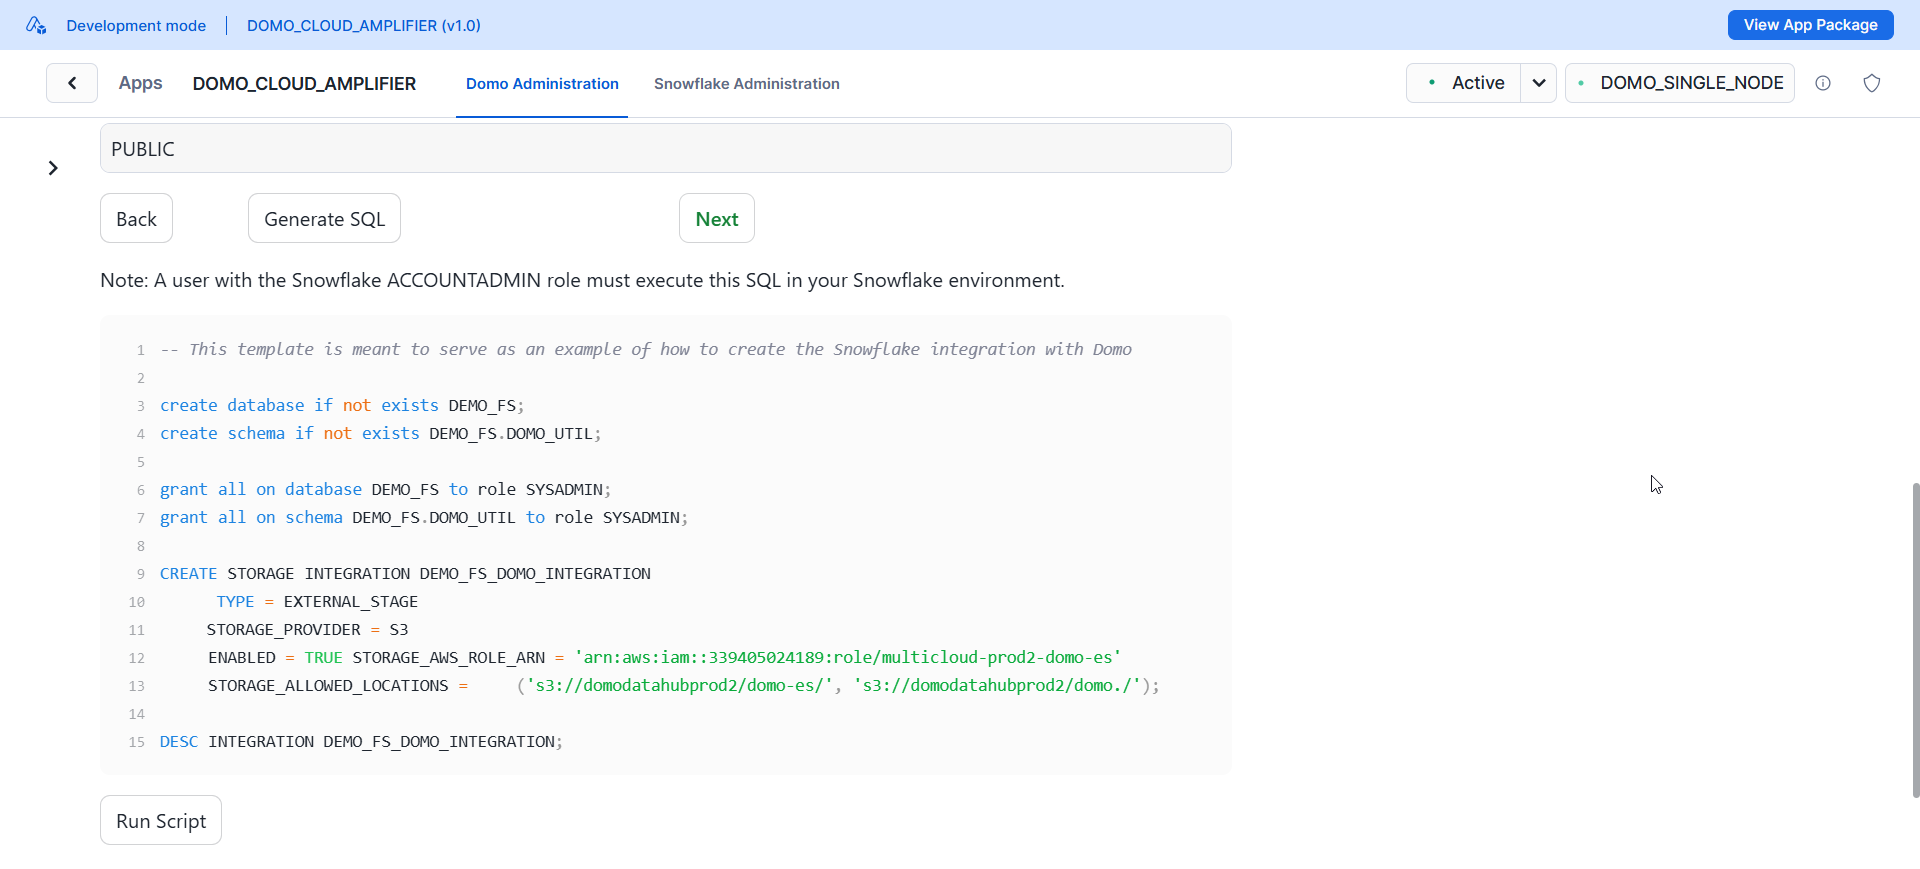 Development mode
DOMO_CLOUD_AMPLIFIER (v1.0)
View App Package
Apps
DOMO_CLOUD_AMPLIFIER
Domo Administration
Snowflake Administration
Active
DOMO_SINGLE_NODE
PUBLIC
Back
Generate SQL
Next
Note: A user with the Snowflake ACCOUNTADMIN role must execute this SQL in your Snowflake environment.
1 -- This template is meant to serve as an example of how to create the Snowflake integration with Domo
2
3 create database if not exists DEMO_FS;
4 create schema if not exists DEMO_FS.DOMO_UTIL;
5
6 grant all on database DEMO_FS to role SYSADMIN;
7 grant all on schema DEMO_FS.DOMO_UTIL to role SYSADMIN;
8
9 CREATE STORAGE INTEGRATION DEMO_FS_DOMO_INTEGRATION
10 TYPE = EXTERNAL_STAGE
11 STORAGE_PROVIDER = S3
12 ENABLED = TRUE STORAGE_AWS_ROLE_ARN = 'arn:aws:iam::339405024189:role/multicloud-prod2-domo-es'
13 STORAGE_ALLOWED_LOCATIONS = ('s3://domodatahubprod2/domo-es/', 's3://domodatahubprod2/domo./');
14
15 DESC INTEGRATION DEMO_FS_DOMO_INTEGRATION;
Run Script